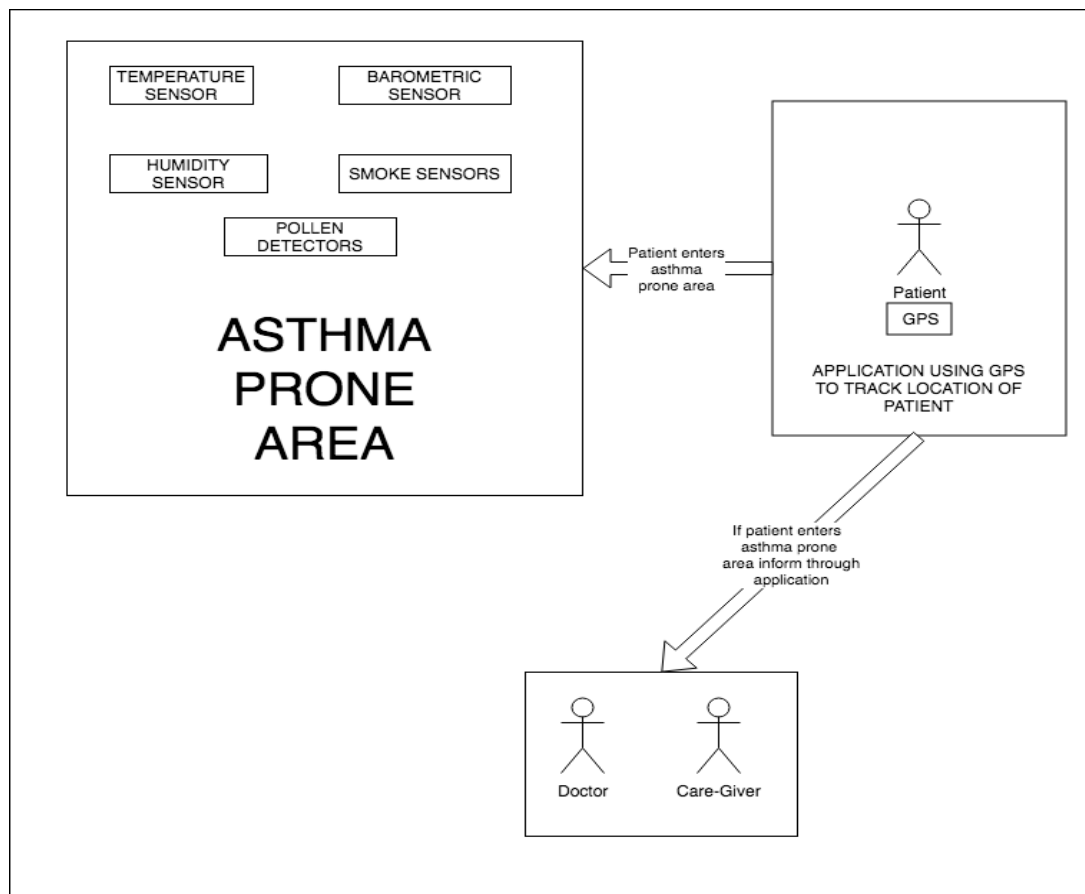 TEMPERATURE
SENSOR
BAROMETRIC
SENSOR
HUMIDITY
SENSOR
SMOKE SENSORS
POLLEN
DETECTORS
ASTHMA
PRONE
AREA
Patient enters
asthma
prone area
Patient
GPS
APPLICATION USING GPS
TO TRACK LOCATION OF
PATIENT
If patient enters
asthma prone
area inform through
application
Doctor
Care-Giver